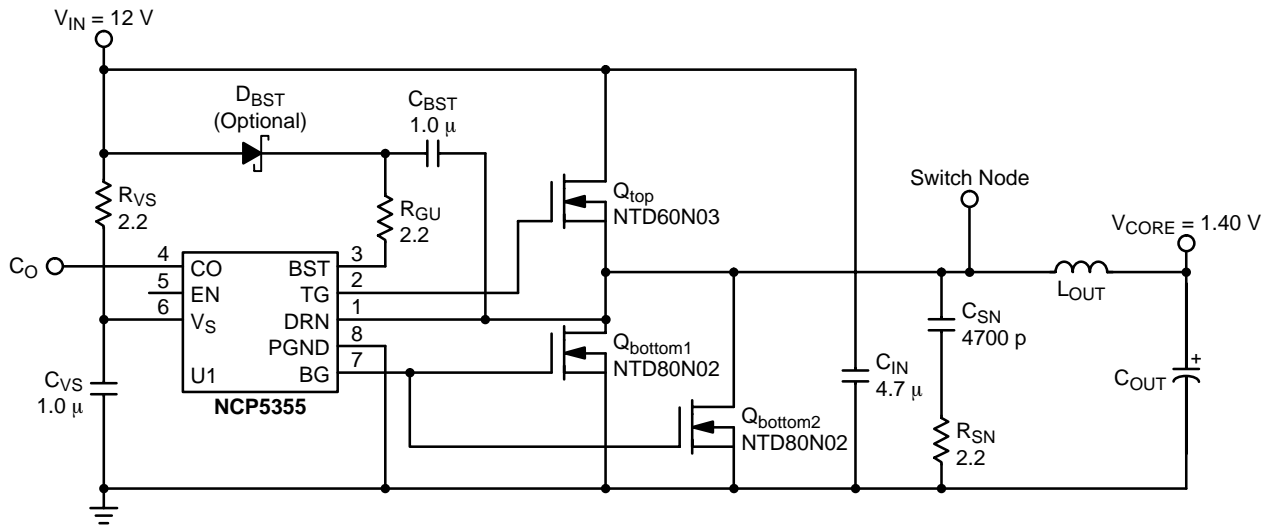 V_IN = 12 V
D_BST
(Optional)
C_BST
1.0 μ
R_VS
2.2
R_GU
2.2
Q_top
NTD60N03
Switch Node
V_CORE = 1.40 V
L_OUT
C_O
4
5
6
CO
EN
V_S
U1
BST
TG
DRN
PGND
BG
3
2
1
8
7
NCP5355
C_VS
1.0 μ
Q_bottom1
NTD80N02
Q_bottom2
NTD80N02
C_IN
4.7 μ
C_SN
4700 p
R_SN
2.2
C_OUT
+